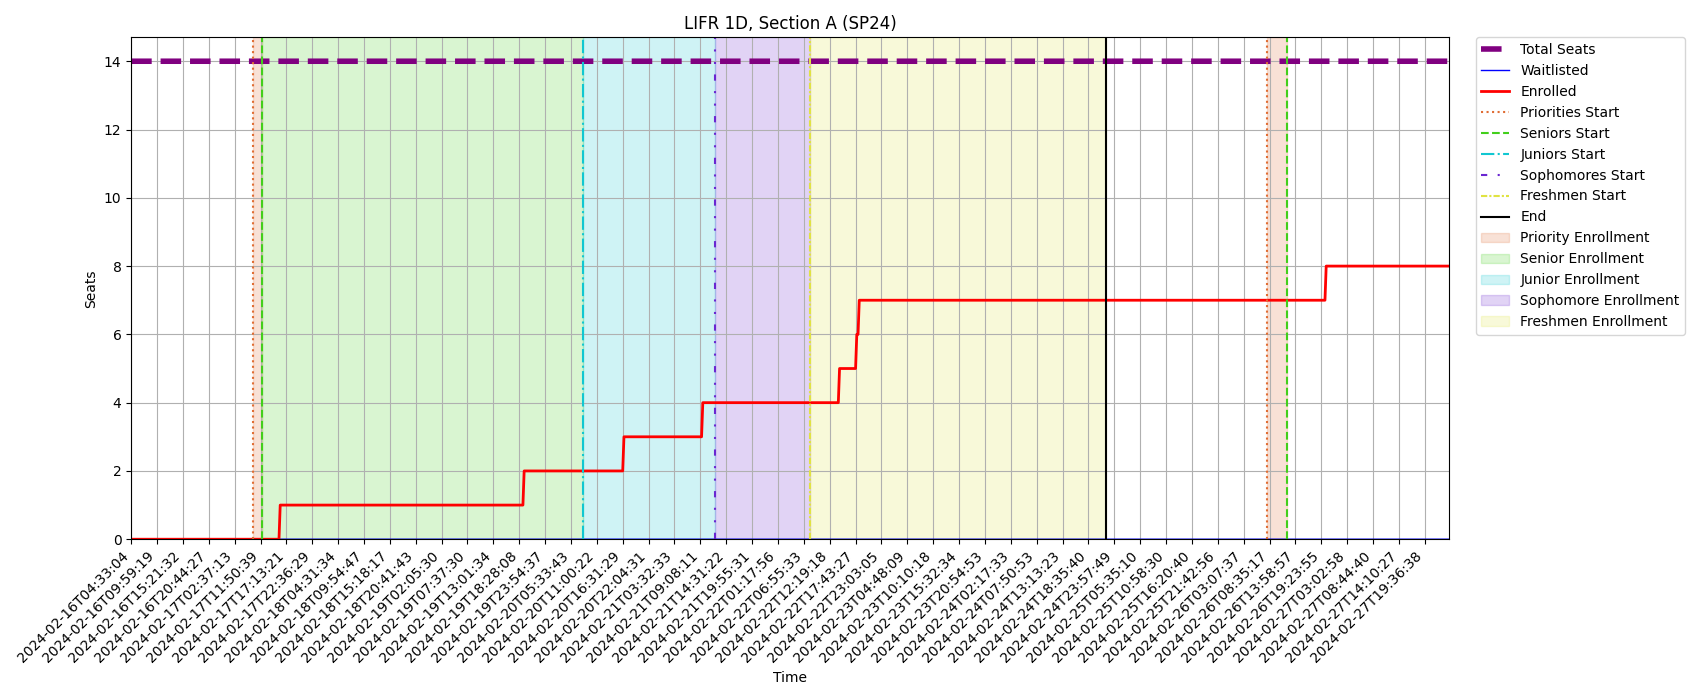 LIFR 1D, Section A (SP24)
14
12
10
8
6
4
2
0
Seats
2024-02-16T04:33:04
2024-02-16T09:59:19
2024-02-16T15:21:32
2024-02-16T20:44:27
2024-02-17T02:37:13
2024-02-17T11:50:39
2024-02-17T17:13:21
2024-02-17T22:36:29
2024-02-18T04:31:34
2024-02-18T09:54:47
2024-02-18T15:18:17
2024-02-18T20:41:43
2024-02-19T02:05:30
2024-02-19T07:37:30
2024-02-19T13:01:34
2024-02-19T18:28:08
2024-02-19T23:54:37
2024-02-20T05:33:43
2024-02-20T11:00:22
2024-02-20T16:31:29
2024-02-20T22:04:31
2024-02-21T03:32:33
2024-02-21T09:08:11
2024-02-21T14:31:22
2024-02-21T19:55:31
2024-02-22T01:17:56
2024-02-22T06:55:33
2024-02-22T12:19:18
2024-02-22T17:43:27
2024-02-22T23:03:05
2024-02-23T04:48:09
2024-02-23T10:10:18
2024-02-23T15:32:34
2024-02-23T20:54:53
2024-02-24T02:17:33
2024-02-24T07:50:53
2024-02-24T13:13:23
2024-02-24T18:35:40
2024-02-24T23:57:49
2024-02-25T05:35:10
2024-02-25T10:58:30
2024-02-25T16:20:40
2024-02-25T21:42:56
2024-02-26T03:07:37
2024-02-26T08:35:17
2024-02-26T13:58:57
2024-02-26T19:23:55
2024-02-27T03:02:58
2024-02-27T08:44:40
2024-02-27T14:10:27
2024-02-27T19:36:38
Time
Total Seats
Waitlisted
Enrolled
Priorities Start
Seniors Start
Juniors Start
Sophomores Start
Freshmen Start
End
Priority Enrollment
Senior Enrollment
Junior Enrollment
Sophomore Enrollment
Freshmen Enrollment